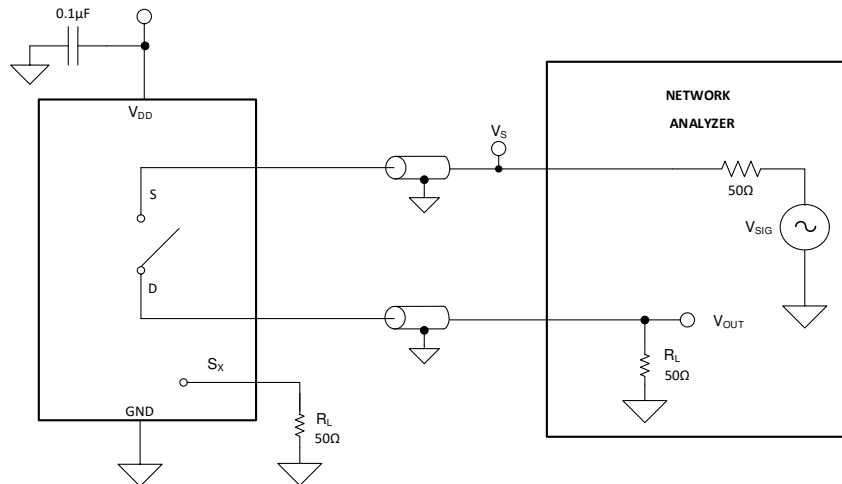 0.1µF
VDD
NETWORK
ANALYZER
VS
S
50Ω
VSIG
D
VOUT
SX
RL
50Ω
GND
RL
50Ω